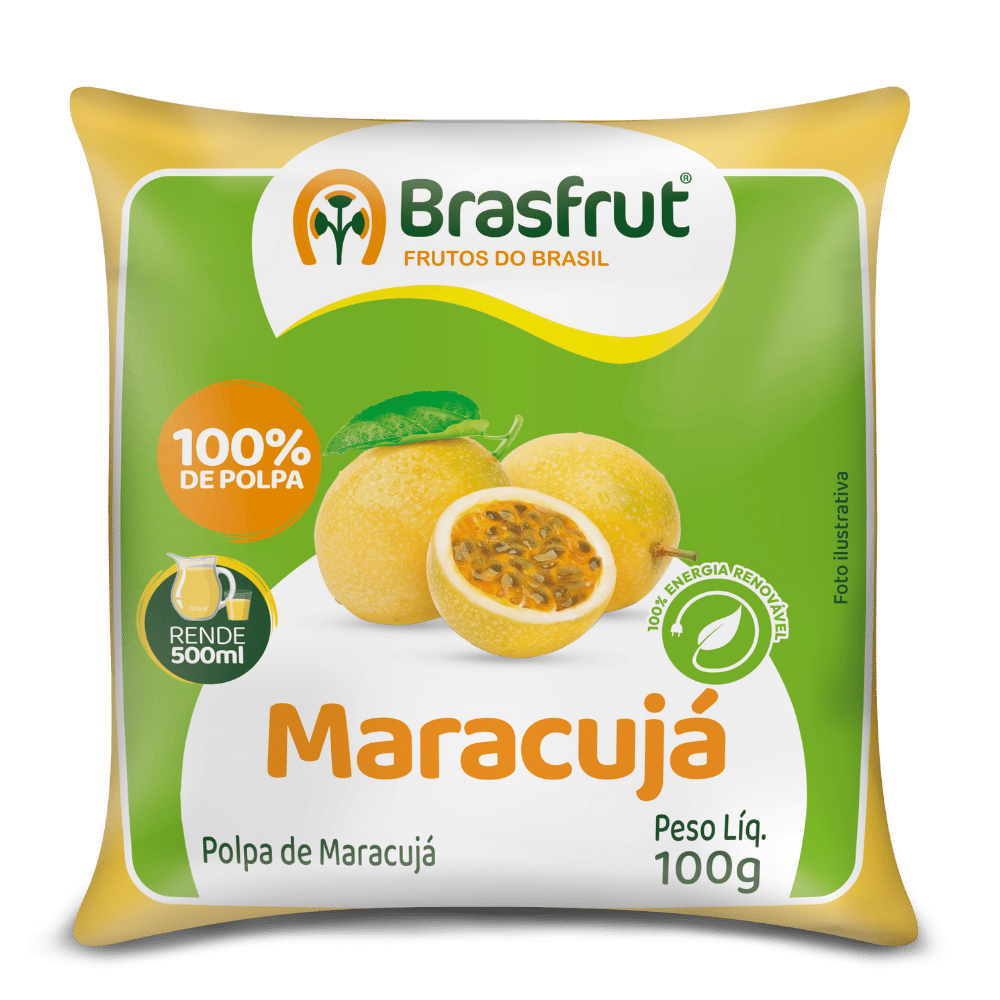 Brasfrut®
FRUTOS DO BRASIL
100%
DE POLPA
RENDE
500ml
100% ENERGIA RENOVÁVEL
Foto ilustrativa
Maracujá
Polpa de Maracujá
Peso Líq.
100g